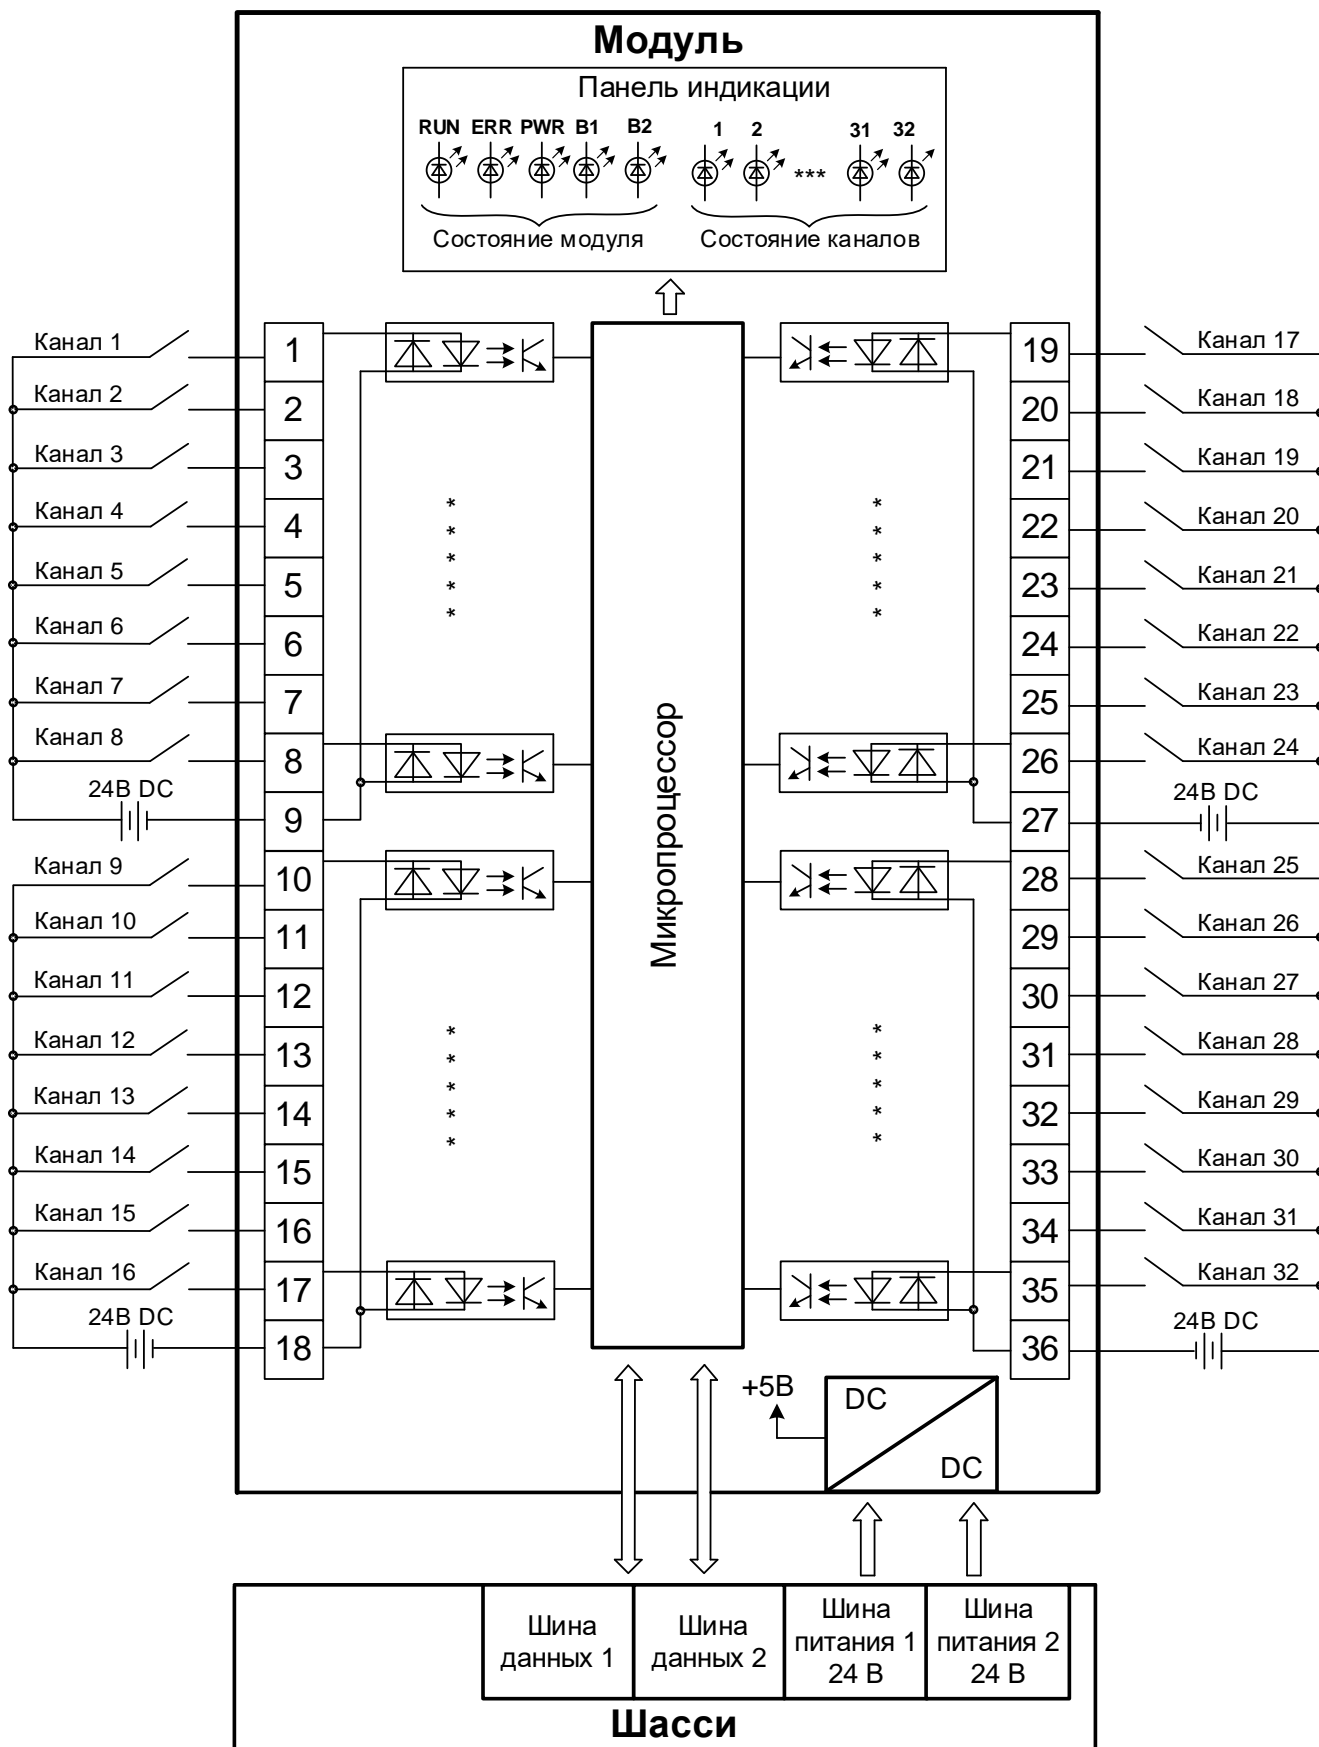 Модуль
Панель индикации
RUN ERR PWR B1 B2 1 2 *** 31 32
Состояние модуля Состояние каналов
Канал 1
Канал 2
Канал 3
Канал 4
Канал 5
Канал 6
Канал 7
Канал 8
24В DC
Канал 9
Канал 10
Канал 11
Канал 12
Канал 13
Канал 14
Канал 15
Канал 16
24В DC
1
2
3
4
5
6
7
8
9
10
11
12
13
14
15
16
17
18
* * * * *
* * * * *
Микропроцессор
* * * * *
* * * * *
19
20
21
22
23
24
25
26
27
28
29
30
31
32
33
34
35
36
Канал 17
Канал 18
Канал 19
Канал 20
Канал 21
Канал 22
Канал 23
Канал 24
24В DC
Канал 25
Канал 26
Канал 27
Канал 28
Канал 29
Канал 30
Канал 31
Канал 32
24В DC
+5В
DC
DC
Шина
данных 1
Шина
данных 2
Шина
питания 1
24 В
Шина
питания 2
24 В
Шасси